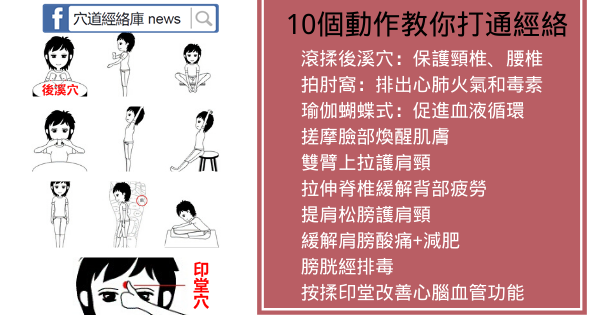 f 穴道經絡庫 news
後溪穴
印堂穴
10個動作教你打通經絡
滾揉後溪穴：保護頸椎、腰椎
拍肘窩：排出心肺火氣和毒素
瑜伽蝴蝶式：促進血液循環
搓摩臉部煥醒肌膚
雙臂上拉護肩頸
拉伸脊椎緩解背部疲勞
提肩松膀護肩頸
緩解肩膀酸痛+減肥
膀胱經排毒
按揉印堂改善心腦血管功能